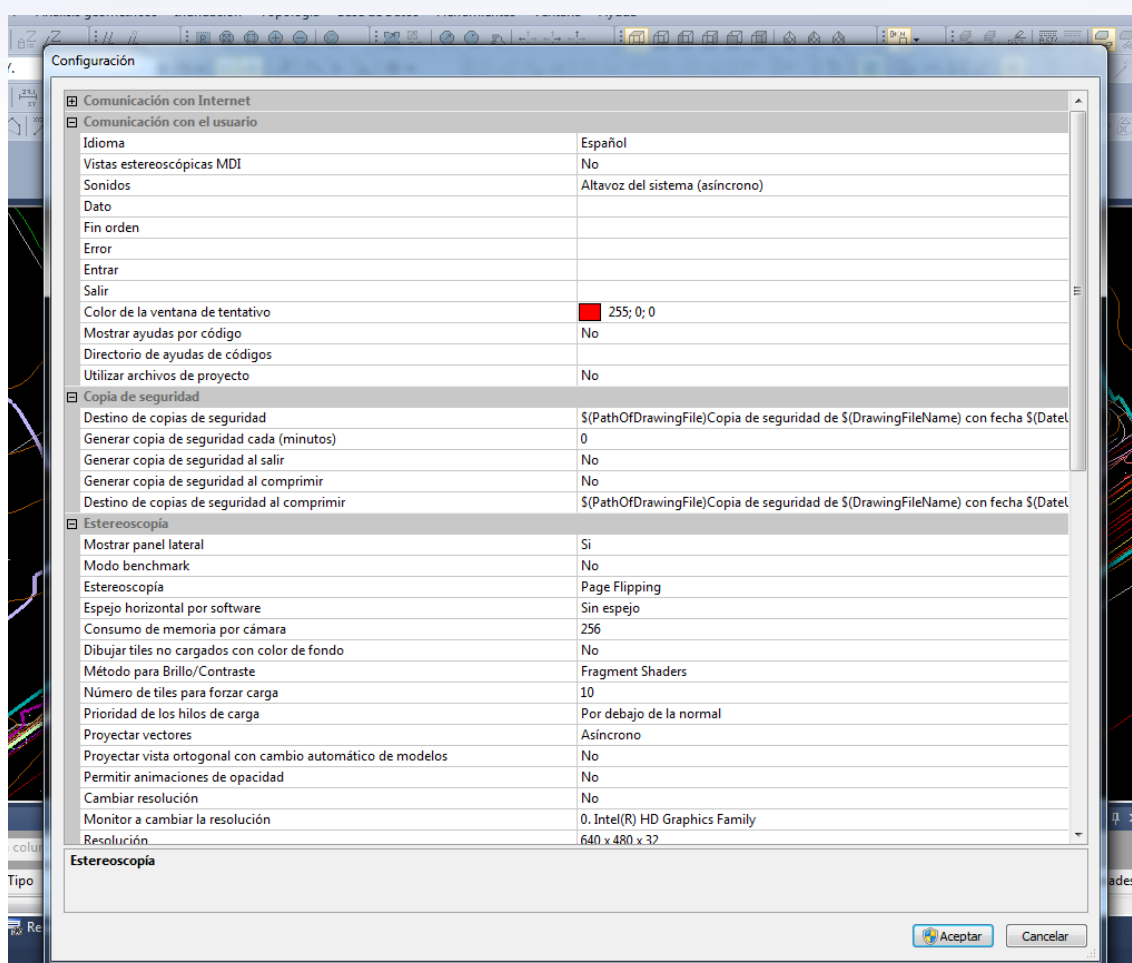 Configuración
Comunicación con Internet
Comunicación con el usuario
Idioma Español
Vistas estereoscópicas MDI No
Sonidos Altavoz del sistema (asíncrono)
Dato
Fin orden
Error
Entrar
Salir
Color de la ventana de tentativo 255; 0; 0
Mostrar ayudas por código No
Directorio de ayudas de códigos
Utilizar archivos de proyecto No
Copia de seguridad
Destino de copias de seguridad $(PathOfDrawingFile)Copia de seguridad de $(DrawingFileName) con fecha $(DateU
Generar copia de seguridad cada (minutos) 0
Generar copia de seguridad al salir No
Generar copia de seguridad al comprimir No
Destino de copias de seguridad al comprimir $(PathOfDrawingFile)Copia de seguridad de $(DrawingFileName) con fecha $(DateU
Estereoscopía
Mostrar panel lateral Si
Modo benchmark No
Estereoscopía Page Flipping
Espejo horizontal por software Sin espejo
Consumo de memoria por cámara 256
Dibujar tiles no cargados con color de fondo No
Método para Brillo/Contraste Fragment Shaders
Número de tiles para forzar carga 10
Prioridad de los hilos de carga Por debajo de la normal
Proyectar vectores Asíncrono
Proyectar vista ortogonal con cambio automático de modelos No
Permitir animaciones de opacidad No
Cambiar resolución No
Monitor a cambiar la resolución 0. Intel(R) HD Graphics Family
Resolución 640 x 480 x 32
Estereoscopía
Tipo
Re
Aceptar Cancelar